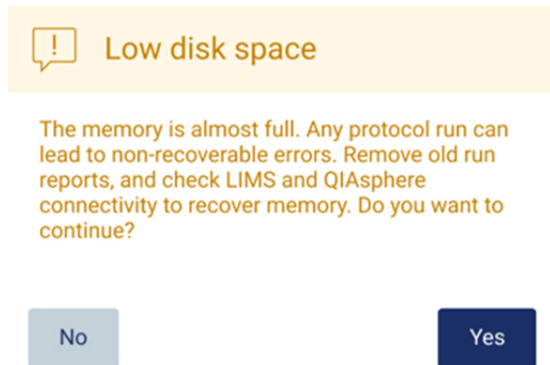 !
Low disk space
The memory is almost full. Any protocol run can
lead to non-recoverable errors. Remove old run
reports, and check LIMS and QIAsphere
connectivity to recover memory. Do you want to
continue?
No
Yes